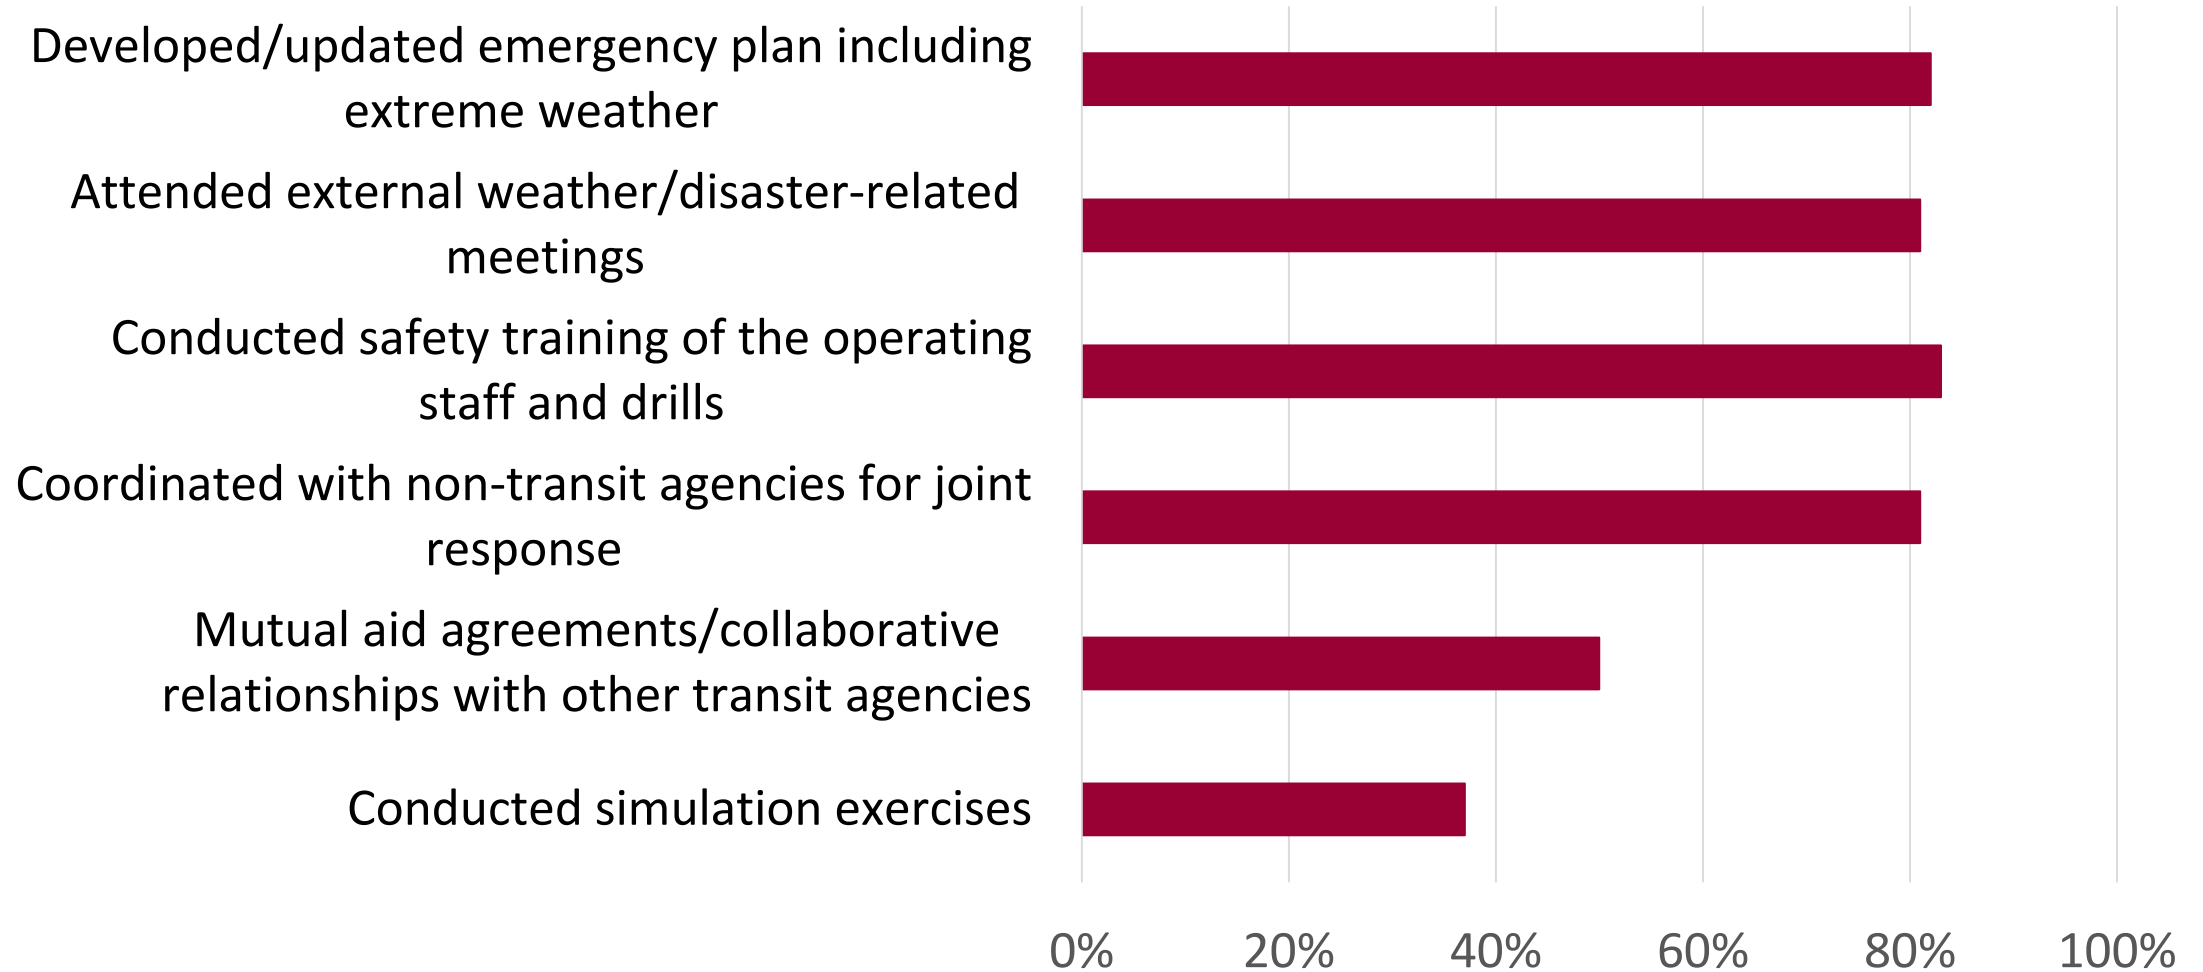 Developed/updated emergency plan including
extreme weather
Attended external weather/disaster-related
meetings
Conducted safety training of the operating
staff and drills
Coordinated with non-transit agencies for joint
response
Mutual aid agreements/collaborative
relationships with other transit agencies
Conducted simulation exercises
0% 20% 40% 60% 80% 100%